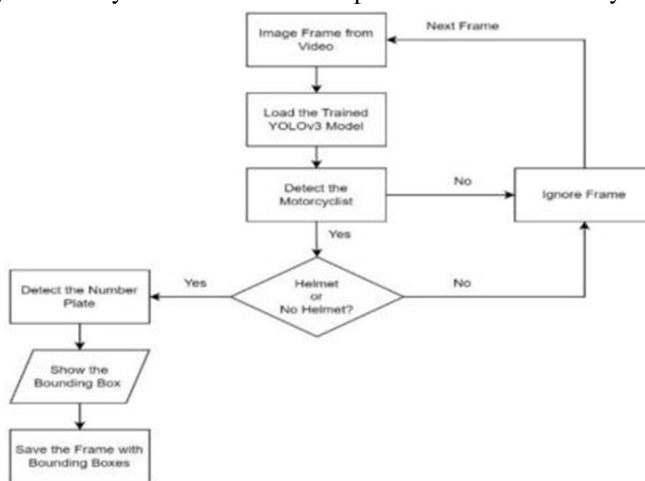 Image Frame from
Video
Next Frame
Load the Trained
YOLOv3 Model
Detect the
Motorcyclist
No
Ignore Frame
Yes
Helmet
or
No Helmet?
Yes
No
Detect the Number
Plate
Show the
Bounding Box
Save the Frame with
Bounding Boxes